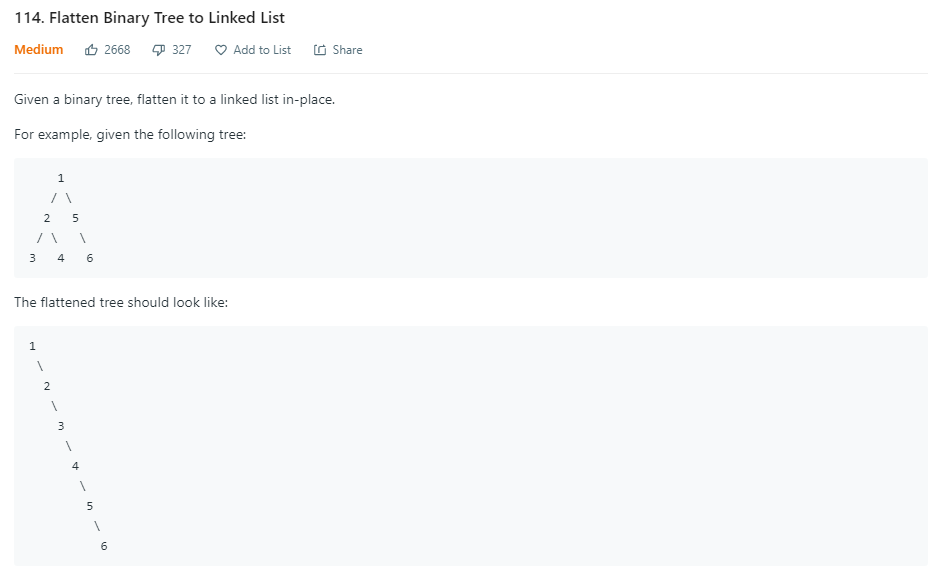 114. Flatten Binary Tree to Linked List
Medium 2668 327 Add to List Share
Given a binary tree, flatten it to a linked list in-place.
For example, given the following tree:
    1
   / \
  2   5
 / \   \
3   4   6
The flattened tree should look like:
1
 \
  2
   \
    3
     \
      4
       \
        5
         \
          6